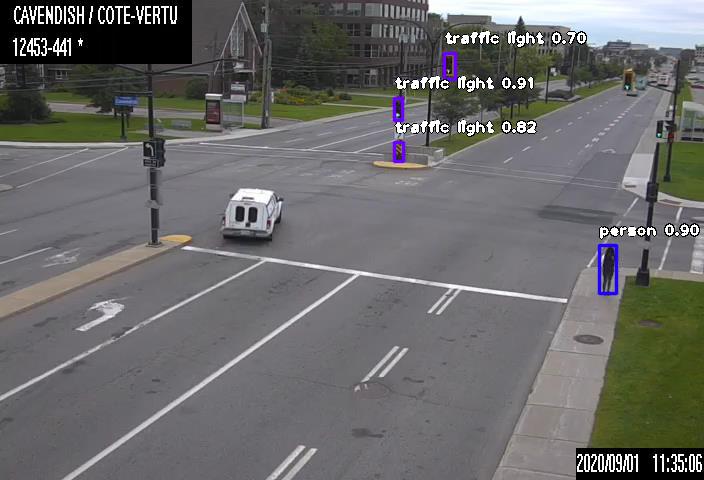 CAVENDISH / COTE-VERTU
12453-441 *
traffic light 0.70
traffic light 0.91
traffic light 0.82
person 0.90
2020/09/01 11:35:06